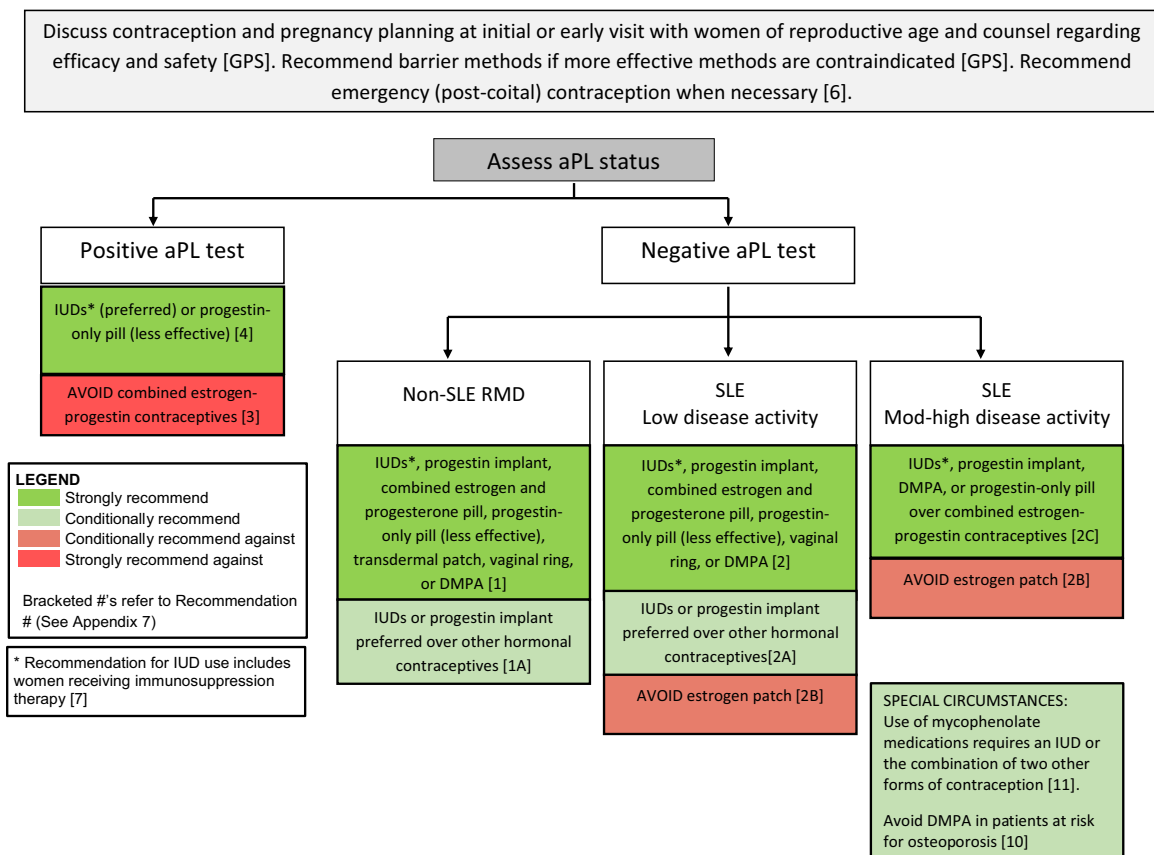 Discuss contraception and pregnancy planning at initial or early visit with women of reproductive age and counsel regarding
efficacy and safety [GPS]. Recommend barrier methods if more effective methods are contraindicated [GPS]. Recommend
emergency (post-coital) contraception when necessary [6].
Assess aPL status
Positive aPL test
IUDs* (preferred) or progestin-
only pill (less effective) [4]
AVOID combined estrogen-
progestin contraceptives [3]
Negative aPL test
Non-SLE RMD
IUDs*, progestin implant,
combined estrogen and
progesterone pill, progestin-
only pill (less effective),
transdermal patch, vaginal ring,
or DMPA [1]
IUDs or progestin implant
preferred over other hormonal
contraceptives [1A]
SLE
Low disease activity
IUDs*, progestin implant,
combined estrogen and
progesterone pill, progestin-
only pill (less effective), vaginal
ring, or DMPA [2]
IUDs or progestin implant
preferred over other hormonal
contraceptives[2A]
AVOID estrogen patch [2B]
SLE
Mod-high disease activity
IUDs*, progestin implant,
DMPA, or progestin-only pill
over combined estrogen-
progestin contraceptives [2C]
AVOID estrogen patch [2B]
LEGEND
Strongly recommend
Conditionally recommend
Conditionally recommend against
Strongly recommend against
Bracketed #'s refer to Recommendation
# (See Appendix 7)
* Recommendation for IUD use includes
women receiving immunosuppression
therapy [7]
SPECIAL CIRCUMSTANCES:
Use of mycophenolate
medications requires an IUD or
the combination of two other
forms of contraception [11].
Avoid DMPA in patients at risk
for osteoporosis [10]